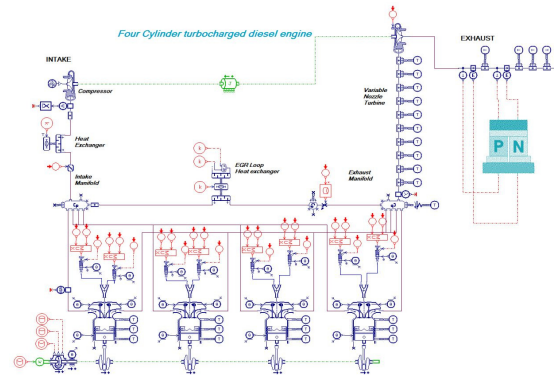 Four Cylinder turbocharged diesel engine
EXHAUST
INTAKE
Compressor
Variable
Nozzle
Turbine
P N
Heat
Exchanger
EGR Loop
Heat exchanger
Intake
Manifold
Exhaust
Manifold